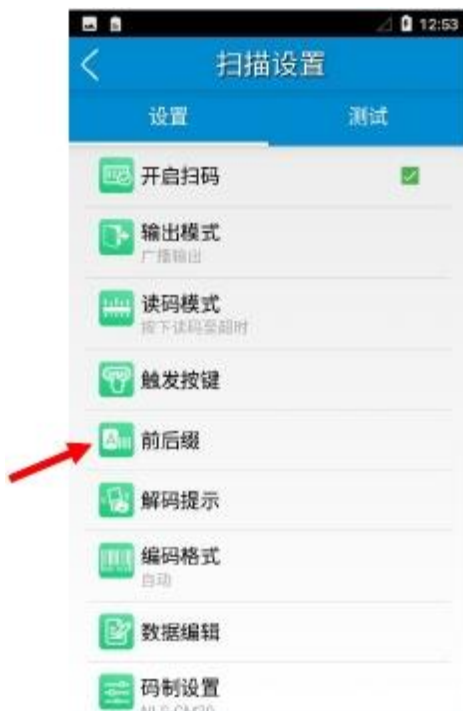 12:53
扫描设置
设置
测试
开启扫码
输出模式
广播输出
读码模式
按下读码至超时
触发按键
前后缀
解码提示
编码格式
自动
数据编辑
码制设置